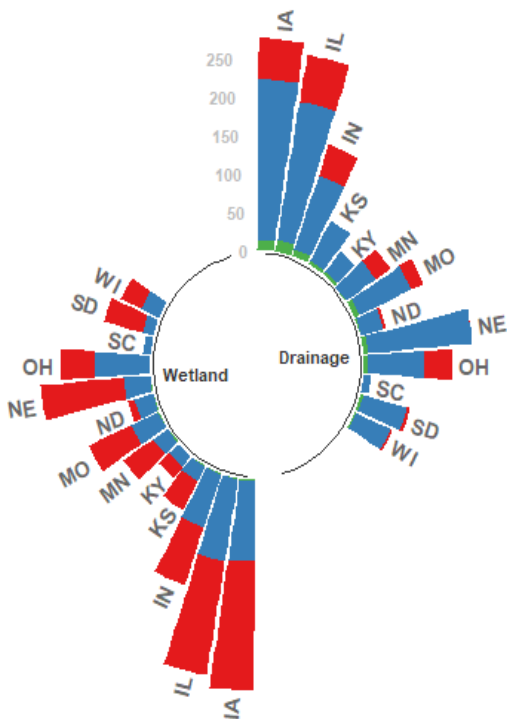 IA
IL
250
200
150
100
50
0
IN
KS
KY
MN
MO
ND
NE
OH
SC
SD
WI
Drainage
Wetland
WI
SD
SC
OH
NE
ND
MO
MN
KY
KS
IN
IL
IA